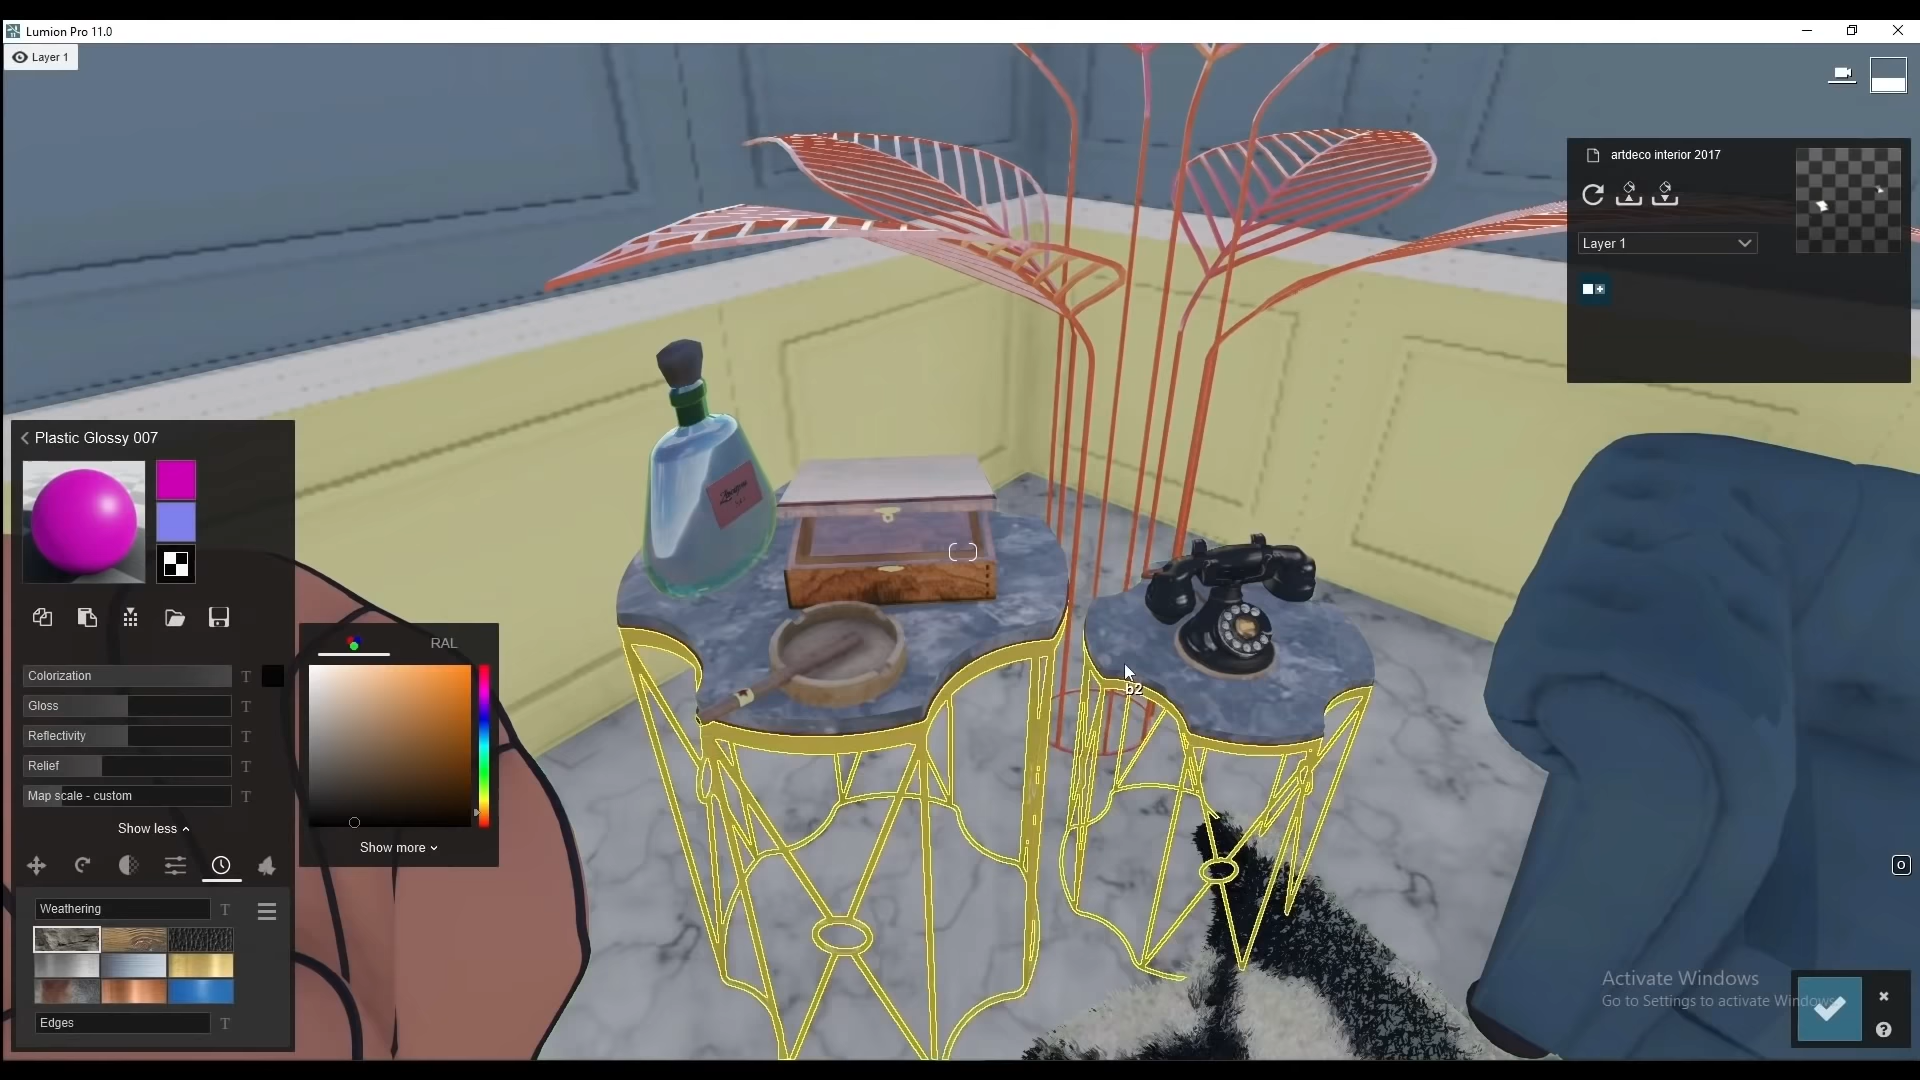 Lumion Pro 11.0
Layer 1
artdeco interior 2017
Layer 1
Plastic Glossy 007
RAL
Colorization T
Gloss T
Reflectivity T
Relief T
Map scale - custom T
Show less
Show more
b2
Weathering T
Edges T
O
Activate Windows
Go to Settings to activate Windows.